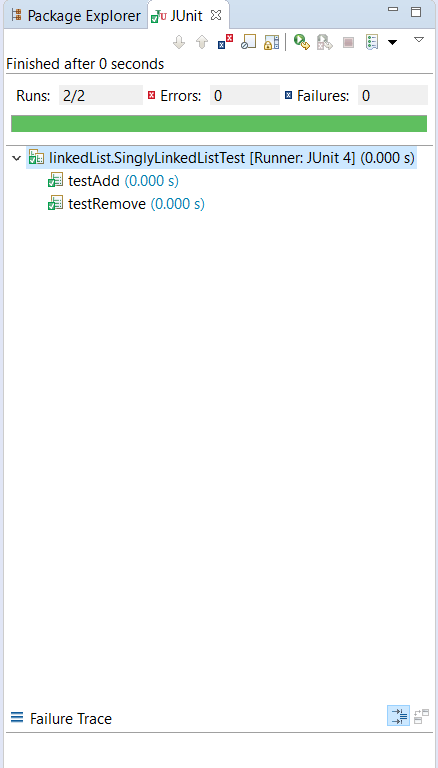 Package Explorer JUnit
Finished after 0 seconds
Runs: 2/2 Errors: 0 Failures: 0
linkedList.SinglyLinkedListTest [Runner: JUnit 4] (0.000 s)
testAdd (0.000 s)
testRemove (0.000 s)
Failure Trace